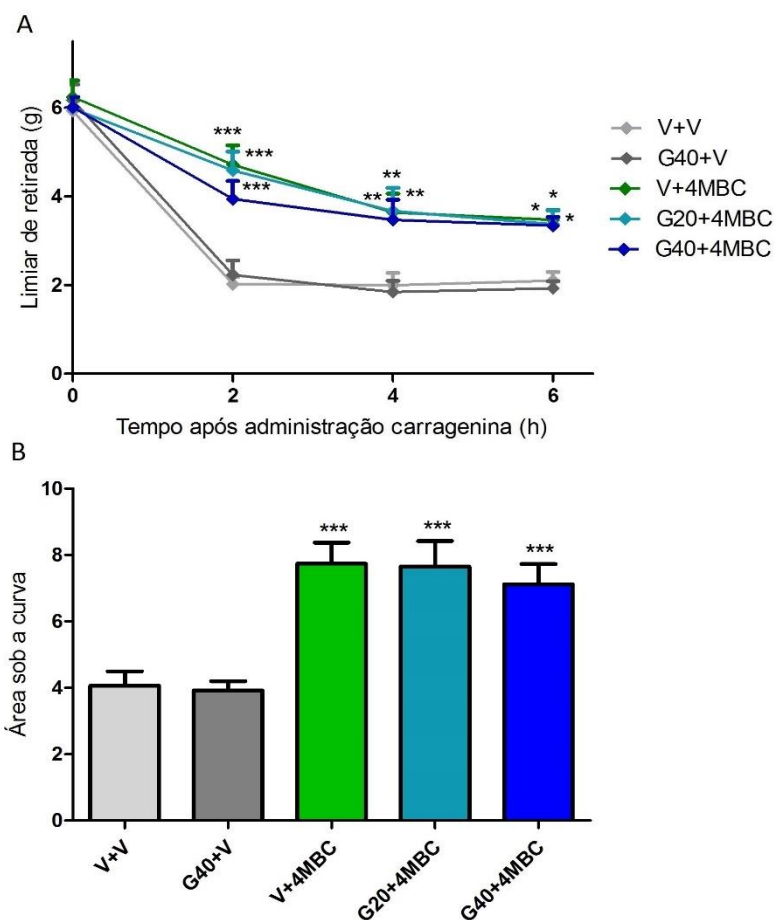 A
Limiar de retirada (g)
6
4
2
0
***
***
***
**
**
**
*
*
*
0
2
4
6
Tempo após administração carragenina (h)
V+V
G40+V
V+4MBC
G20+4MBC
G40+4MBC
B
Área sob a curva
10
8
6
4
2
0
***
***
***
V+V
G40+V
V+4MBC
G20+4MBC
G40+4MBC